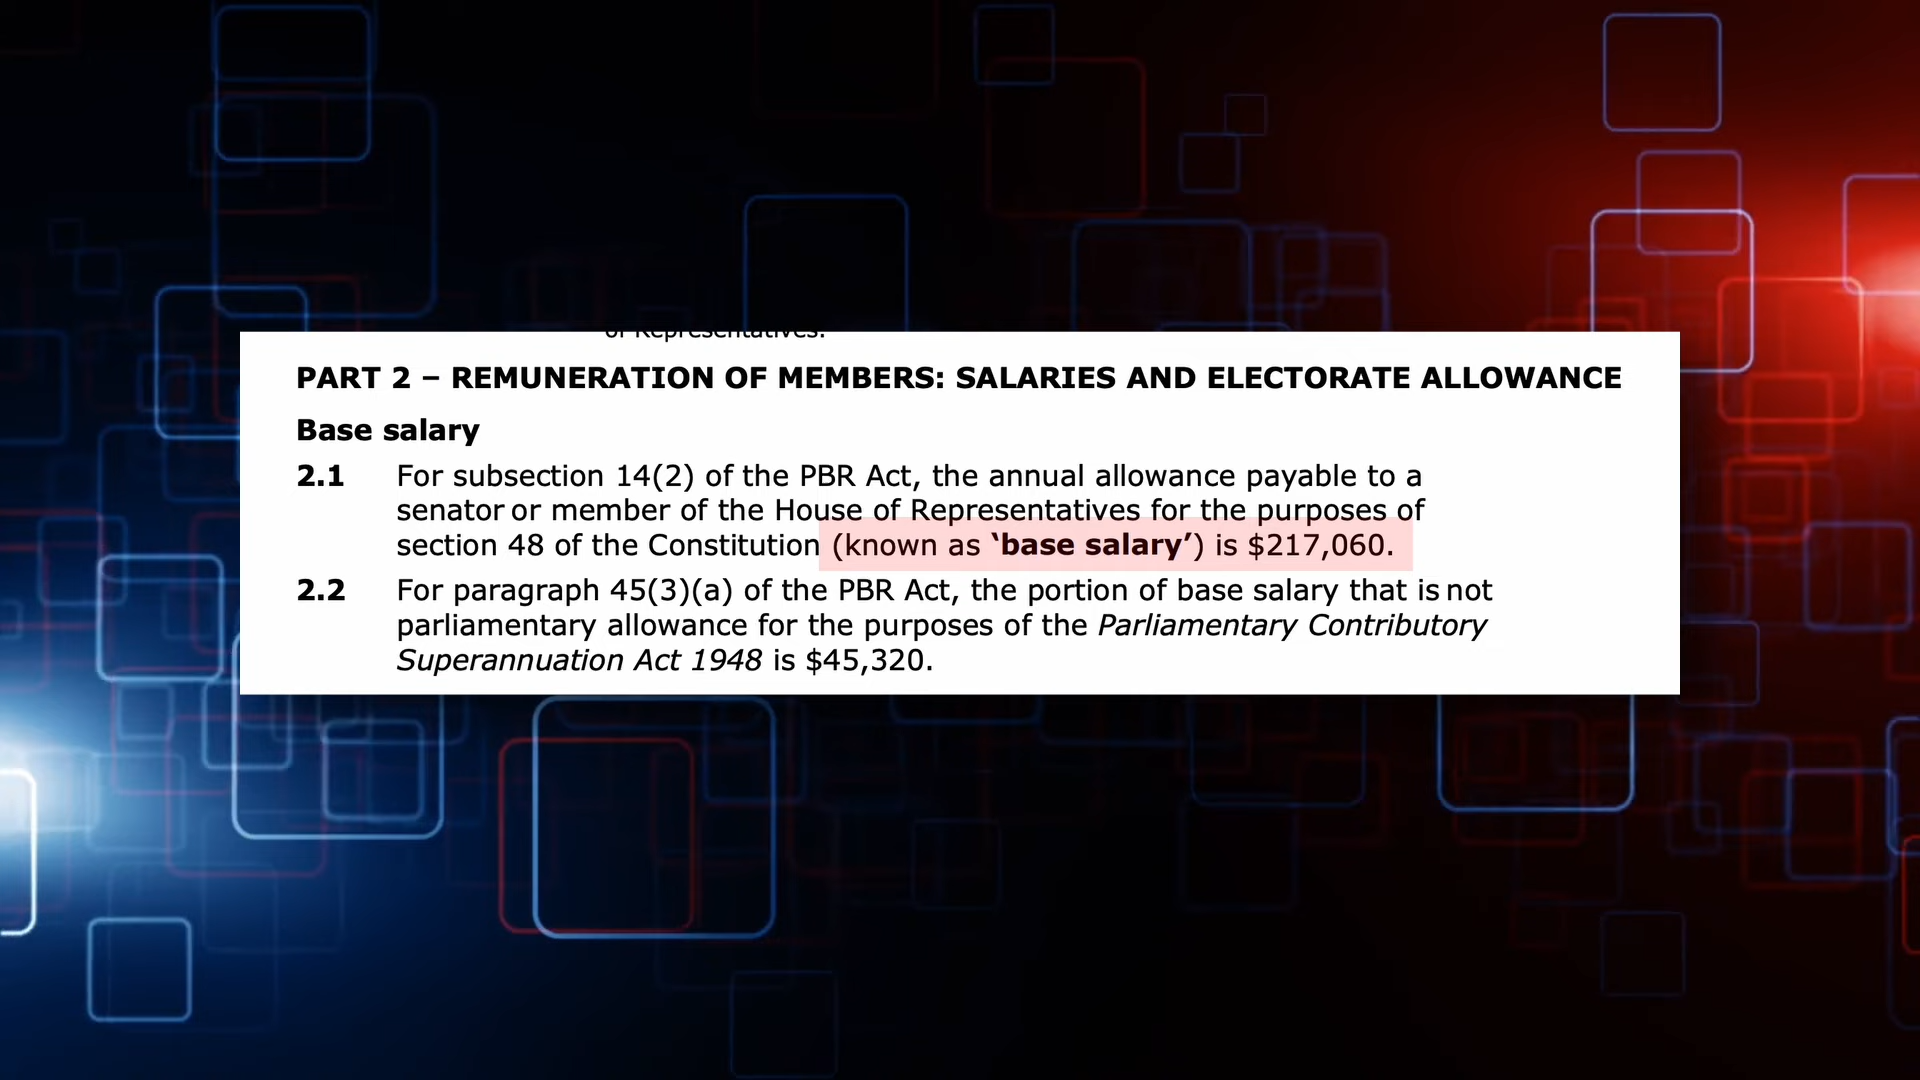 of Representatives.
PART 2 – REMUNERATION OF MEMBERS: SALARIES AND ELECTORATE ALLOWANCE
Base salary
2.1 For subsection 14(2) of the PBR Act, the annual allowance payable to a
senator or member of the House of Representatives for the purposes of
section 48 of the Constitution (known as ‘base salary’) is $217,060.
2.2 For paragraph 45(3)(a) of the PBR Act, the portion of base salary that is not
parliamentary allowance for the purposes of the Parliamentary Contributory
Superannuation Act 1948 is $45,320.